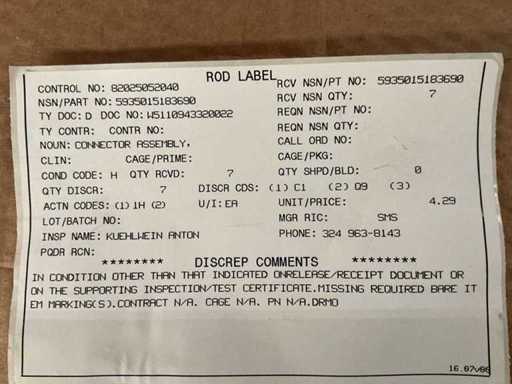 ROD LABEL
CONTROL NO: 82025052040 RCV NSN/PT NO: 5935015183690
NSN/PART NO: 5935015183690 RCV NSN QTY: 7
TY DOC: D DOC NO: W5110943320022 REQN NSN/PT NO:
TY CONTR: CONTR NO: REQN NSN QTY:
NOUN: CONNECTOR ASSEMBLY, CALL ORD NO:
CLIN: CAGE/PRIME: CAGE/PKG:
COND CODE: H QTY RCVD: 7 QTY SHPD/BLD: 0
QTY DISCR: 7 DISCR CDS: (1) C1 (2) Q9 (3)
ACTN CODES: (1) 1H (2) U/I: EA UNIT/PRICE: 4.29
LOT/BATCH NO: MGR RIC: SMS
INSP NAME: KUEHLWEIN ANTON PHONE: 324 963-8143
PQDR RCN:
******** DISCREP COMMENTS ********
IN CONDITION OTHER THAN THAT INDICATED ONRELEASE/RECEIPT DOCUMENT OR
ON THE SUPPORTING INSPECTION/TEST CERTIFICATE.MISSING REQUIRED BARE IT
EM MARKING(S).CONTRACT N/A. CAGE N/A. PN N/A.DRMO